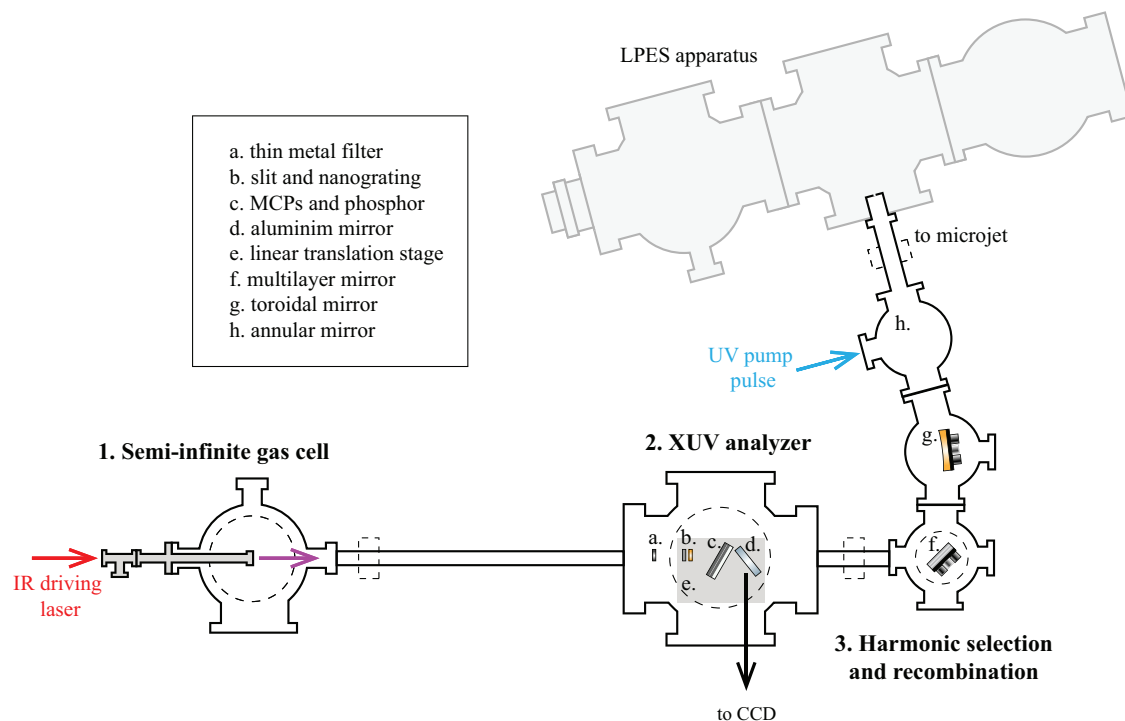 LPES apparatus
a. thin metal filter
b. slit and nanograting
c. MCPs and phosphor
d. aluminim mirror
e. linear translation stage
f. multilayer mirror
g. toroidal mirror
h. annular mirror
to microjet
h.
UV pump
pulse
g.
1. Semi-infinite gas cell
2. XUV analyzer
a.
b.
c.
d.
e.
f.
IR driving
laser
3. Harmonic selection
and recombination
to CCD